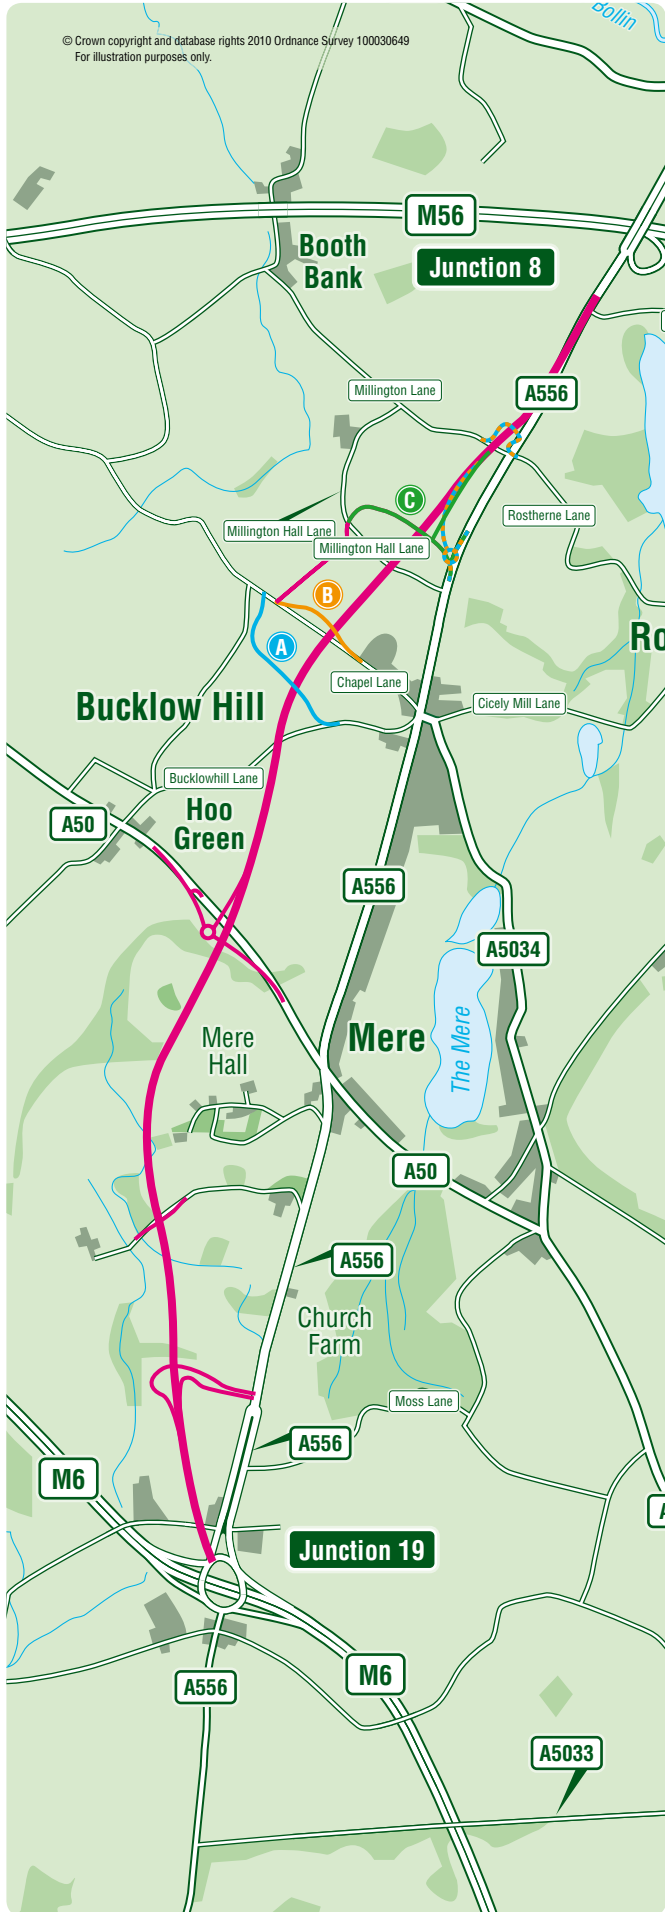 Bollin
© Crown copyright and database rights 2010 Ordnance Survey 100030649
For illustration purposes only.
M56
Booth
Bank
Junction 8
Millington Lane
A556
C
Rostherne Lane
Millington Hall Lane
Millington Hall Lane
B
Ro
A
Chapel Lane
Bucklow Hill
Cicely Mill Lane
Bucklowhill Lane
Hoo
Green
A50
A556
A5034
The Mere
Mere
Mere
Hall
A50
A556
Church
Farm
Moss Lane
A556
M6
A
Junction 19
M6
A556
A5033